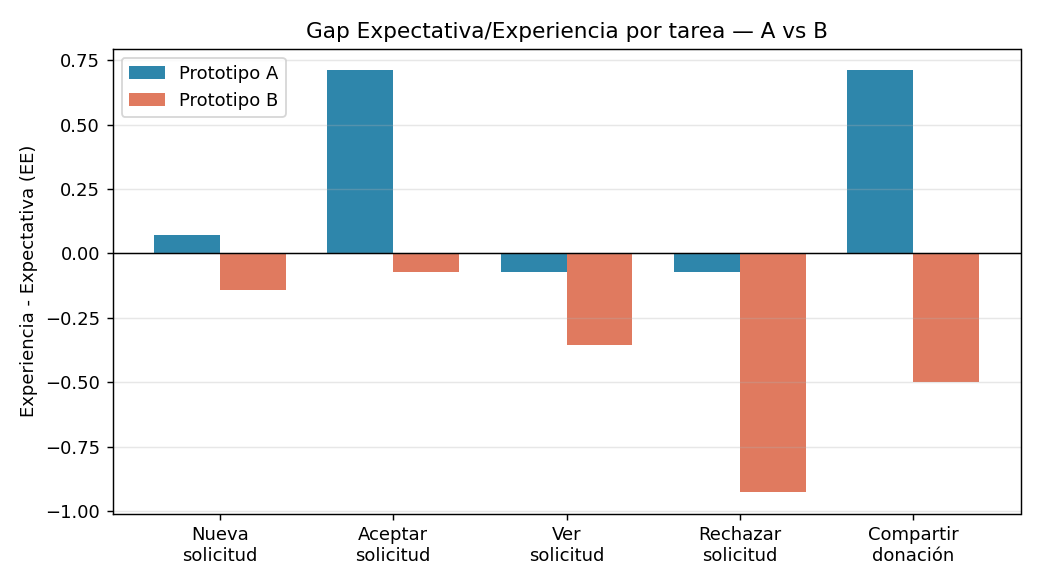 Gap Expectativa/Experiencia por tarea — A vs B
Prototipo A
Prototipo B
Experiencia - Expectativa (EE)
0.75
0.50
0.25
0.00
−0.25
−0.50
−0.75
−1.00
Nueva
solicitud
Aceptar
solicitud
Ver
solicitud
Rechazar
solicitud
Compartir
donación